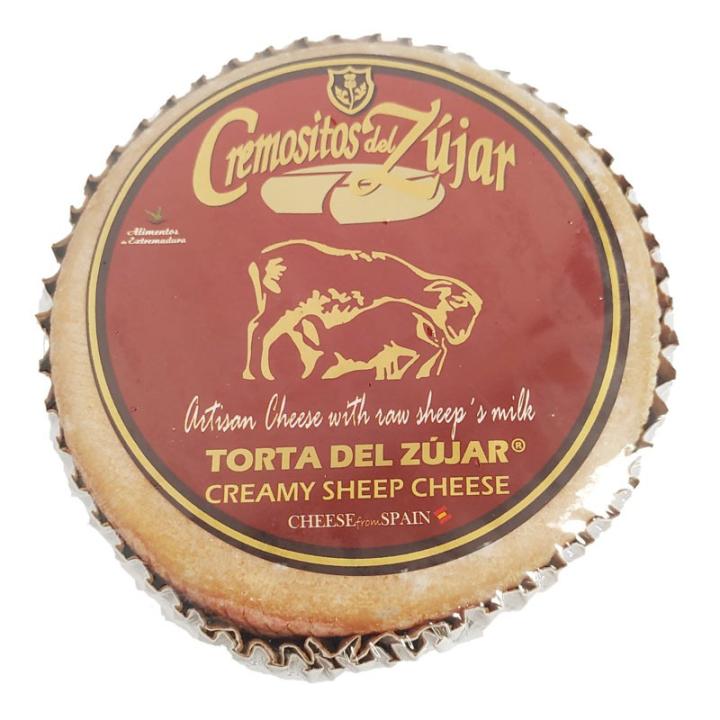 Cremositos del Zújar
Alimentos
de Extremadura
Artisan Cheese with raw sheep´s milk
TORTA DEL ZÚJAR®
CREAMY SHEEP CHEESE
CHEESE from SPAIN